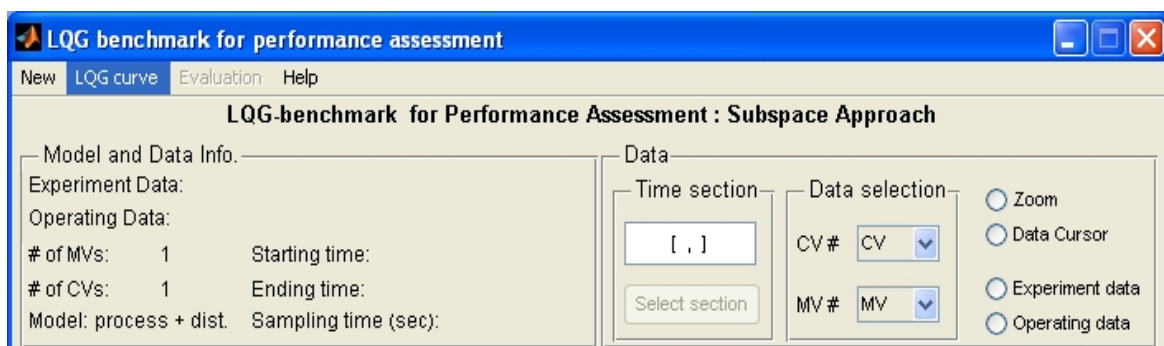 LQG benchmark for performance assessment
New LQG curve Evaluation Help
LQG-benchmark for Performance Assessment : Subspace Approach
Model and Data Info.
Experiment Data:
Operating Data:
# of MVs: 1 Starting time:
# of CVs: 1 Ending time:
Model: process + dist. Sampling time (sec):
Data
Time section
[ , ]
Select section
Data selection
CV # CV
MV # MV
Zoom
Data Cursor
Experiment data
Operating data